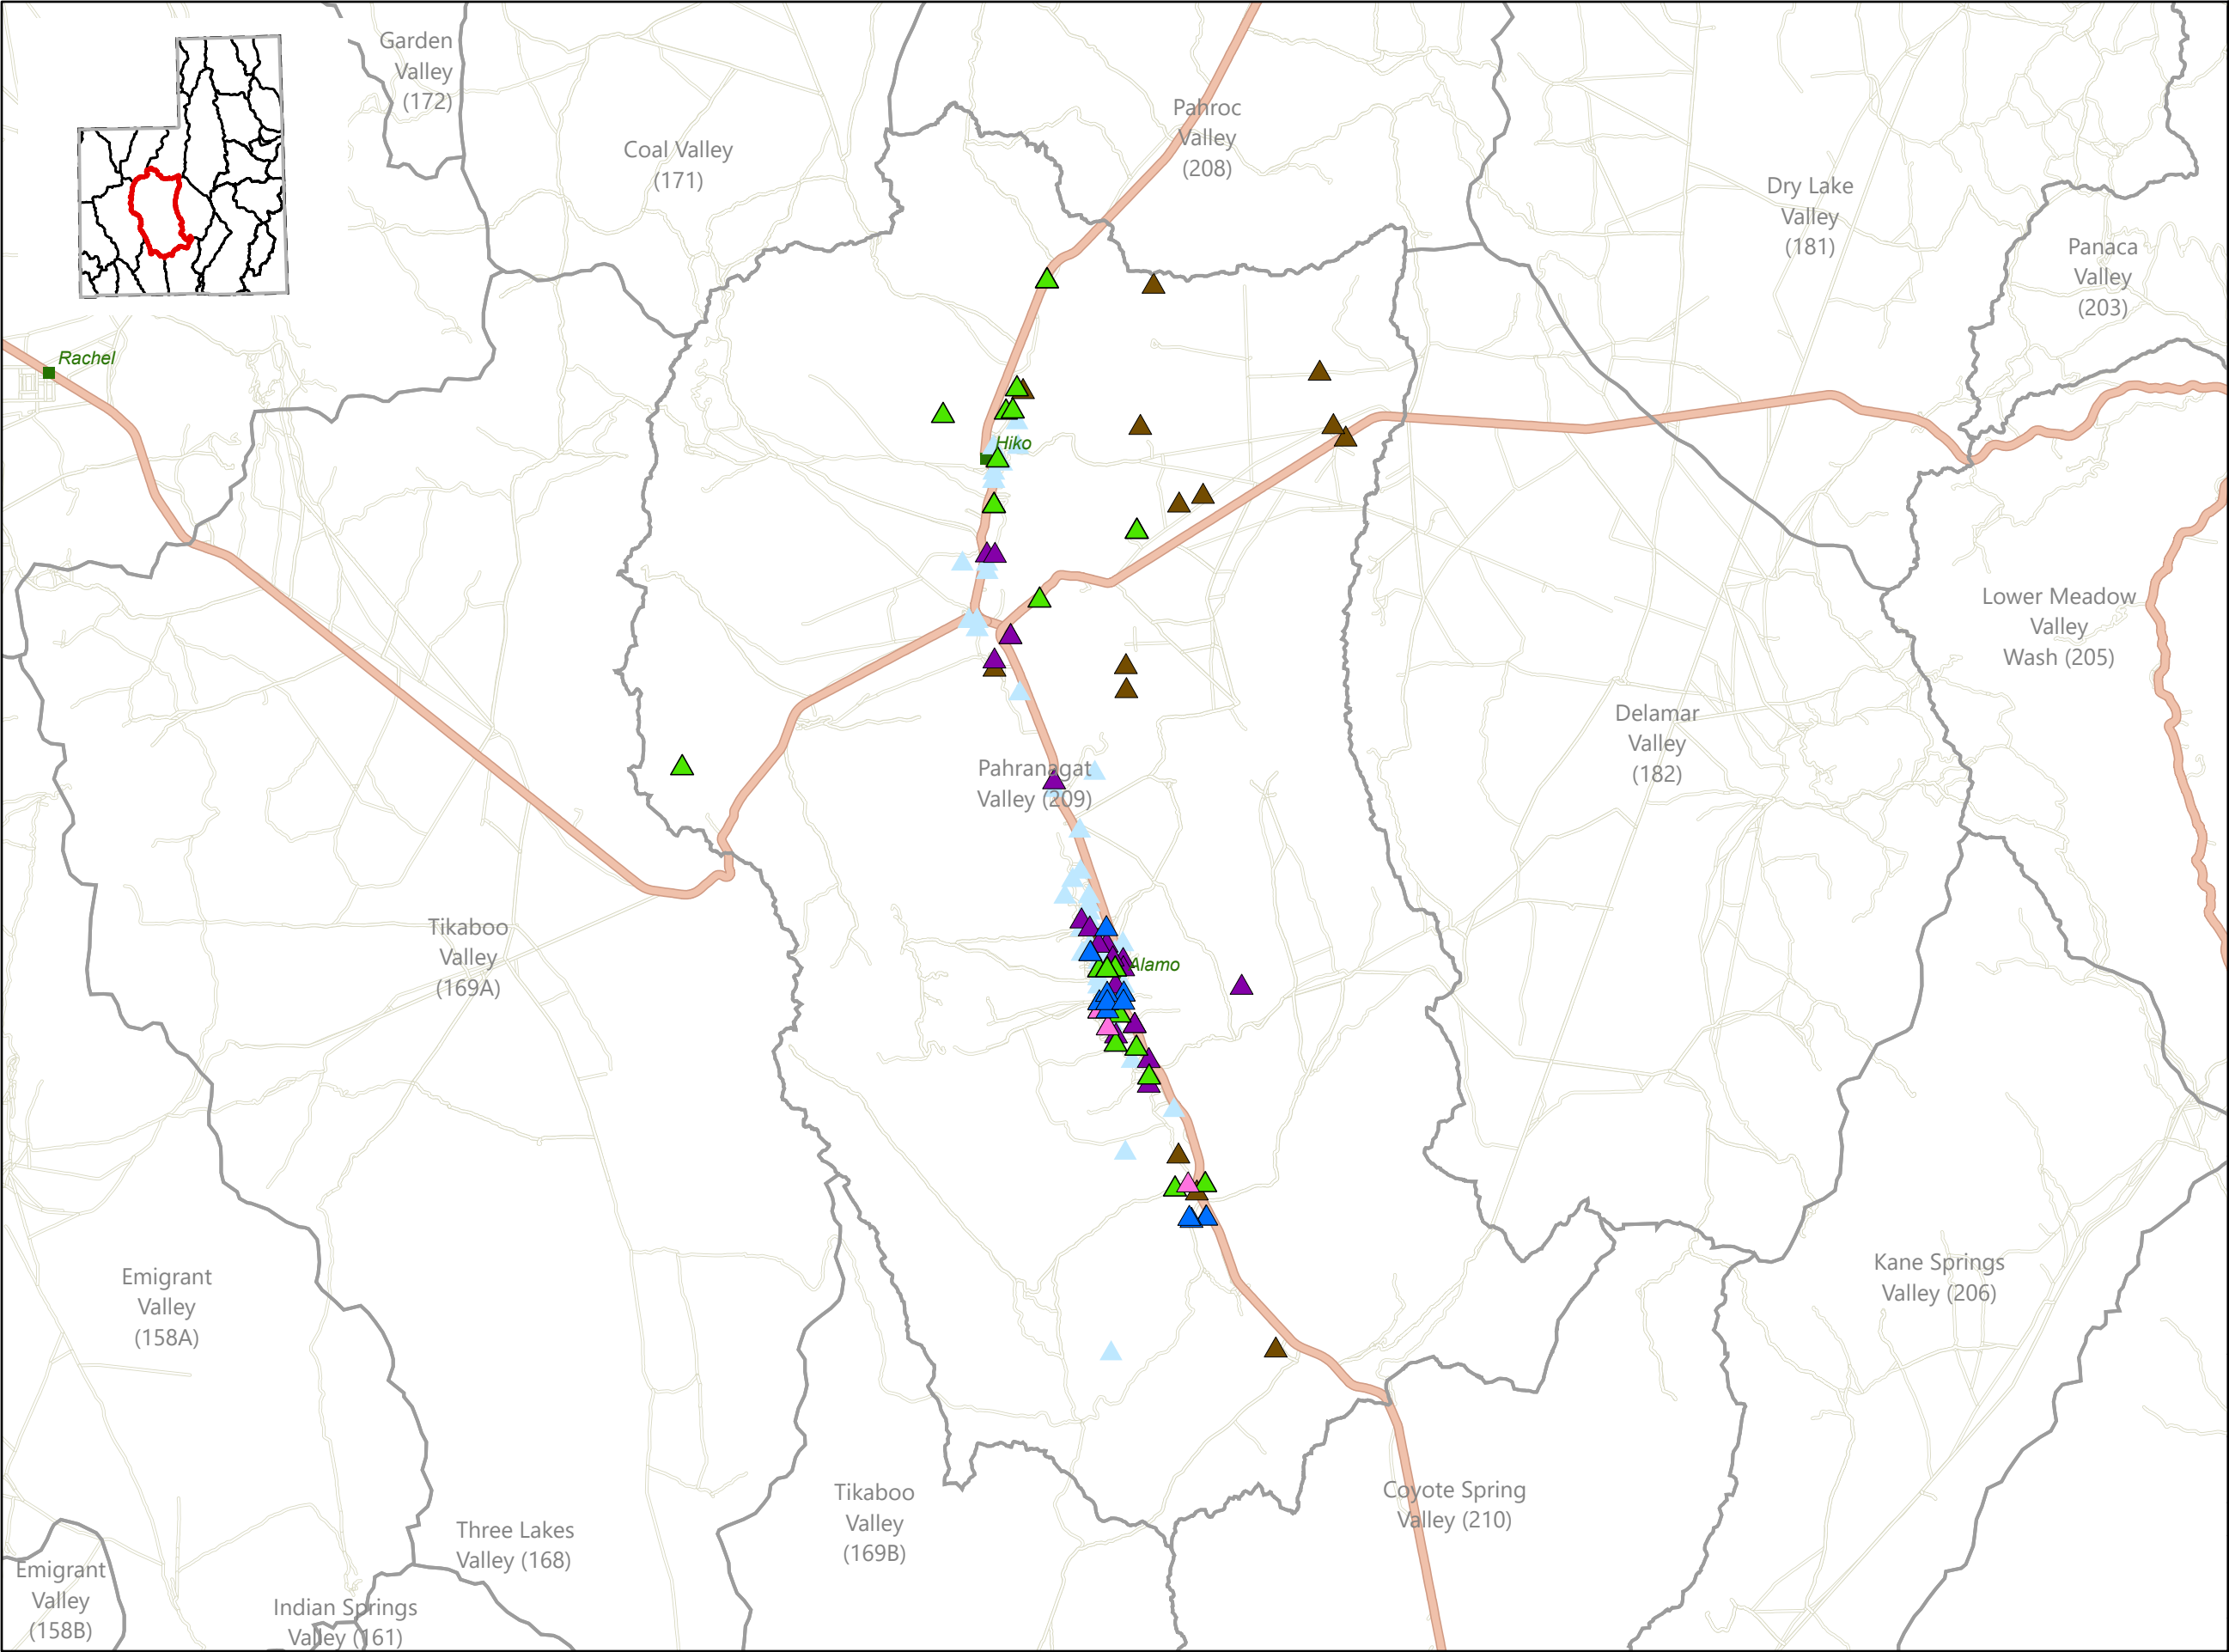 Garden
Valley
(172)
Coal Valley
(171)
Pahroc
Valley
(208)
Dry Lake
Valley
(181)
Panaca
Valley
(203)
Rachel
Hiko
Lower Meadow
Valley
Wash (205)
Delamar
Valley
(182)
Pahranagat
Valley (209)
Tikaboo
Valley
(169A)
Alamo
Emigrant
Valley
(158A)
Kane Springs
Valley (206)
Tikaboo
Valley
(169B)
Coyote Spring
Valley (210)
Three Lakes
Valley (168)
Emigrant
Valley
(158B)
Indian Springs
Valley (161)